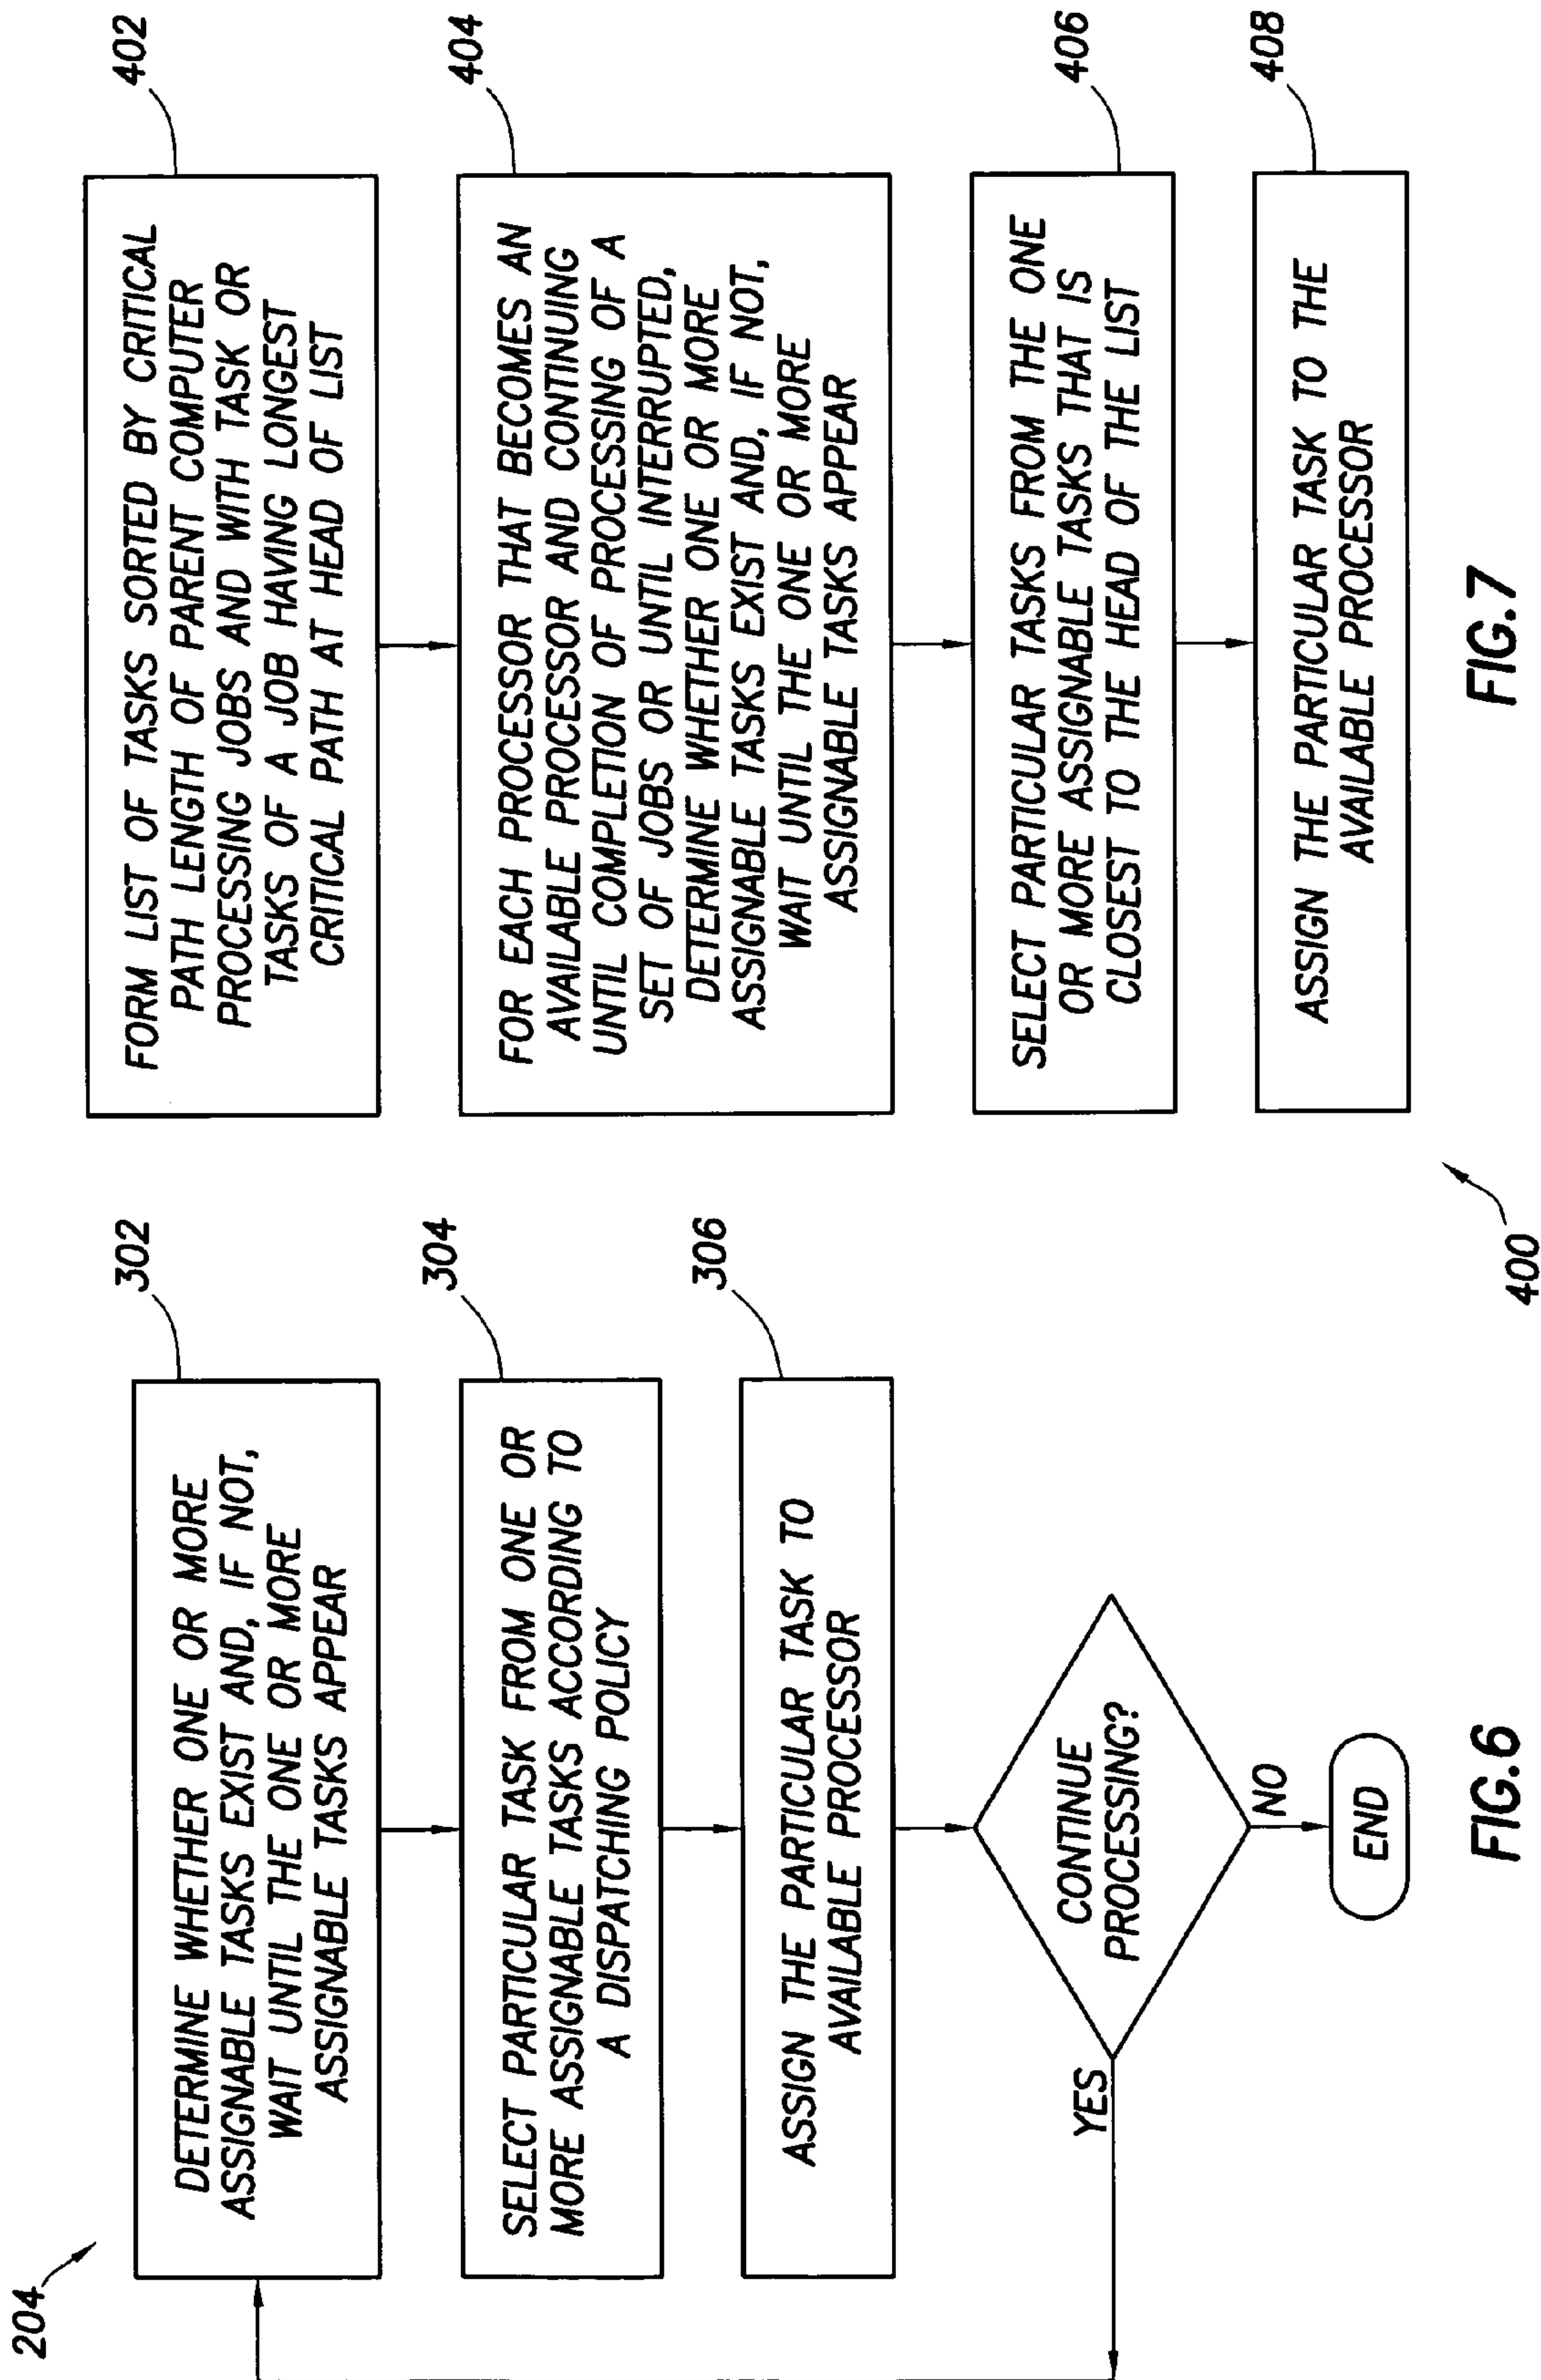 204
302
DETERMINE WHETHER ONE OR MORE
ASSIGNABLE TASKS EXIST AND, IF NOT,
WAIT UNTIL THE ONE OR MORE
ASSIGNABLE TASKS APPEAR
304
SELECT PARTICULAR TASK FROM ONE OR
MORE ASSIGNABLE TASKS ACCORDING TO
A DISPATCHING POLICY
306
ASSIGN THE PARTICULAR TASK TO
AVAILABLE PROCESSOR
CONTINUE
PROCESSING?
YES
NO
END
FIG.6
402
FORM LIST OF TASKS SORTED BY CRITICAL
PATH LENGTH OF PARENT COMPUTER
PROCESSING JOBS AND WITH TASK OR
TASKS OF A JOB HAVING LONGEST
CRITICAL PATH AT HEAD OF LIST
404
FOR EACH PROCESSOR THAT BECOMES AN
AVAILABLE PROCESSOR AND CONTINUING
UNTIL COMPLETION OF PROCESSING OF A
SET OF JOBS OR UNTIL INTERRUPTED,
DETERMINE WHETHER ONE OR MORE
ASSIGNABLE TASKS EXIST AND, IF NOT,
WAIT UNTIL THE ONE OR MORE
ASSIGNABLE TASKS APPEAR
406
SELECT PARTICULAR TASKS FROM THE ONE
OR MORE ASSIGNABLE TASKS THAT IS
CLOSEST TO THE HEAD OF THE LIST
408
ASSIGN THE PARTICULAR TASK TO THE
AVAILABLE PROCESSOR
400
FIG.7